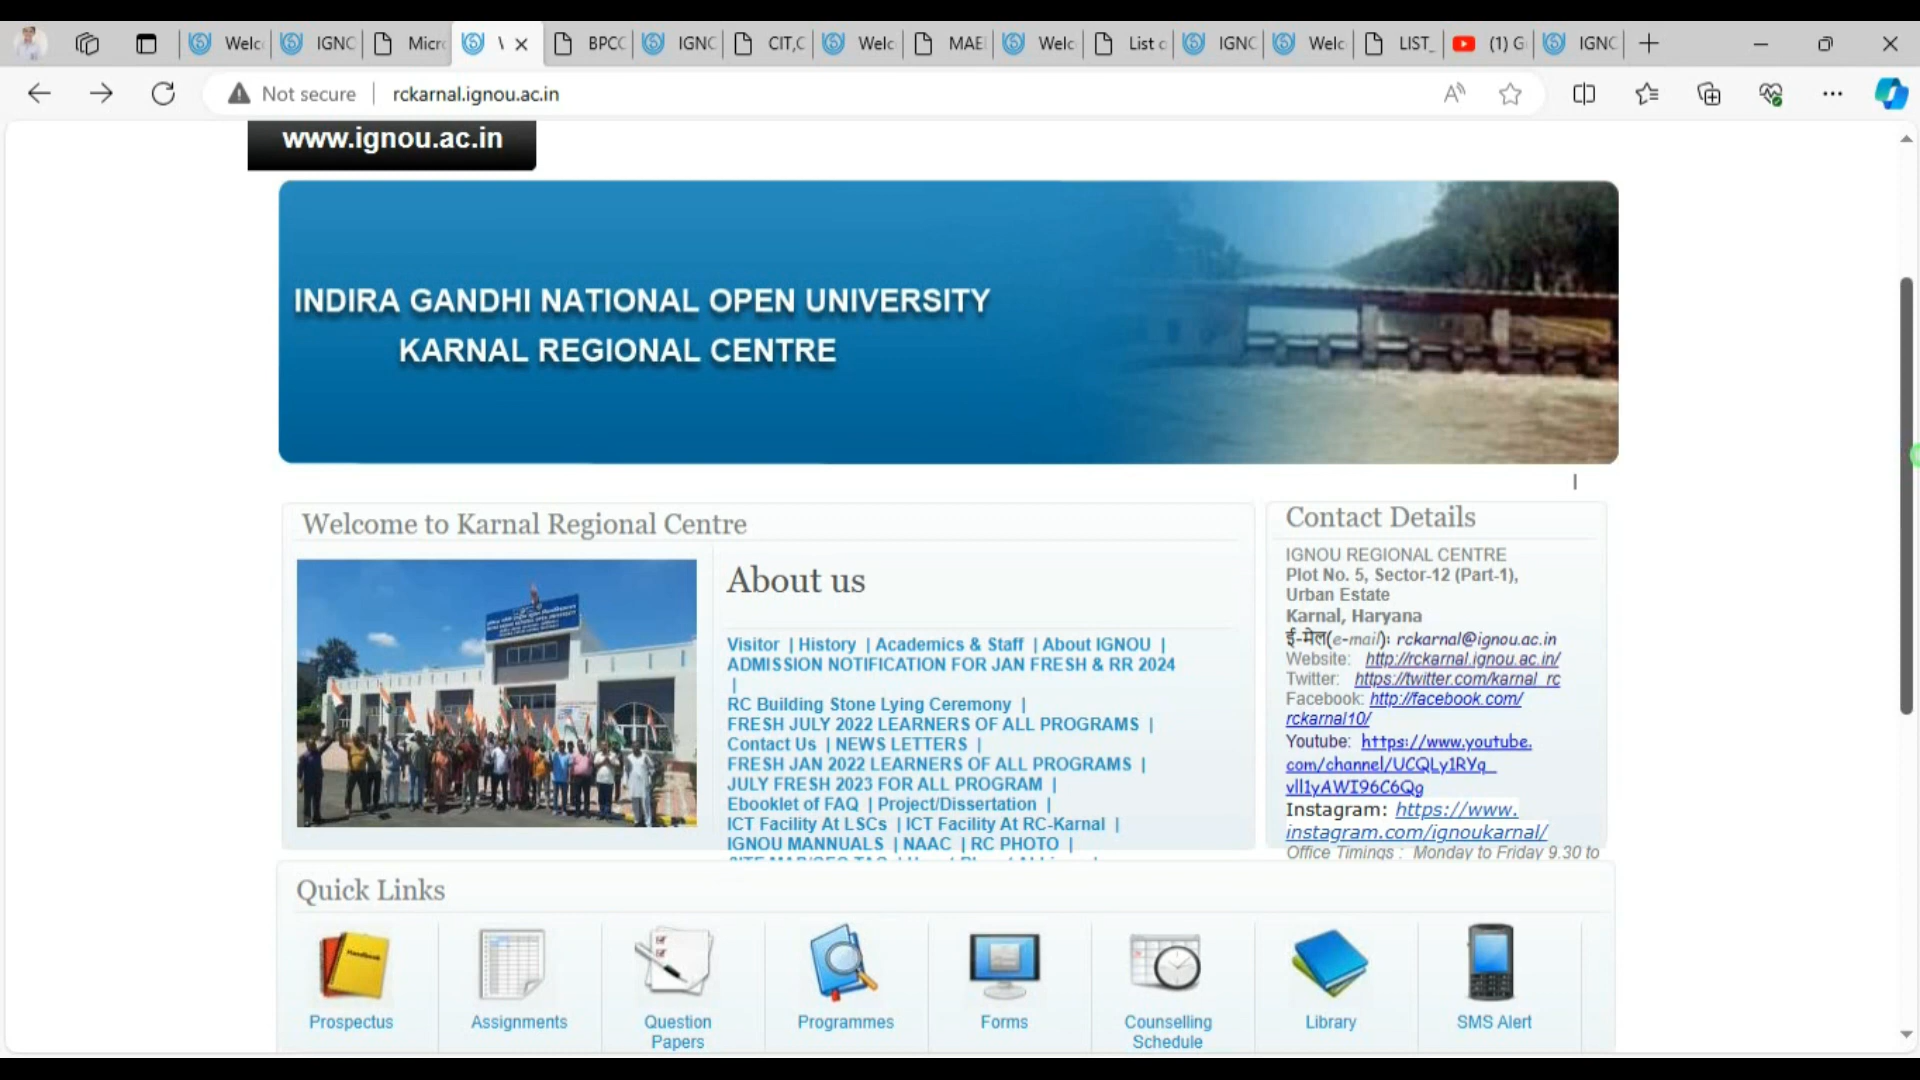 Welc
IGNC
Micro
BPCC
IGNC
CIT,C
Welc
MAE
Welc
List o
IGNC
Welc
LIST_
(1) G
IGNC
Not secure
rckarnal.ignou.ac.in
www.ignou.ac.in
INDIRA GANDHI NATIONAL OPEN UNIVERSITY
KARNAL REGIONAL CENTRE
Welcome to Karnal Regional Centre
About us
Visitor | History | Academics & Staff | About IGNOU |
ADMISSION NOTIFICATION FOR JAN FRESH & RR 2024
|
RC Building Stone Lying Ceremony |
FRESH JULY 2022 LEARNERS OF ALL PROGRAMS |
Contact Us | NEWS LETTERS |
FRESH JAN 2022 LEARNERS OF ALL PROGRAMS |
JULY FRESH 2023 FOR ALL PROGRAM |
Ebooklet of FAQ | Project/Dissertation |
ICT Facility At LSCs | ICT Facility At RC-Karnal |
IGNOU MANNUALS | NAAC | RC PHOTO |
Contact Details
IGNOU REGIONAL CENTRE
Plot No. 5, Sector-12 (Part-1),
Urban Estate
Karnal, Haryana
ई-मेल(e-mail): rckarnal@ignou.ac.in
Website: http://rckarnal.ignou.ac.in/
Twitter: https://twitter.com/karnal_rc
Facebook: http://facebook.com/
rckarnal10/
Youtube: https://www.youtube.
com/channel/UCQLy1RYq_
vll1yAWI96C6Qg
Instagram: https://www.
instagram.com/ignoukarnal/
Office Timings : Monday to Friday 9.30 to
Quick Links
Prospectus
Assignments
Question
Papers
Programmes
Forms
Counselling
Schedule
Library
SMS Alert